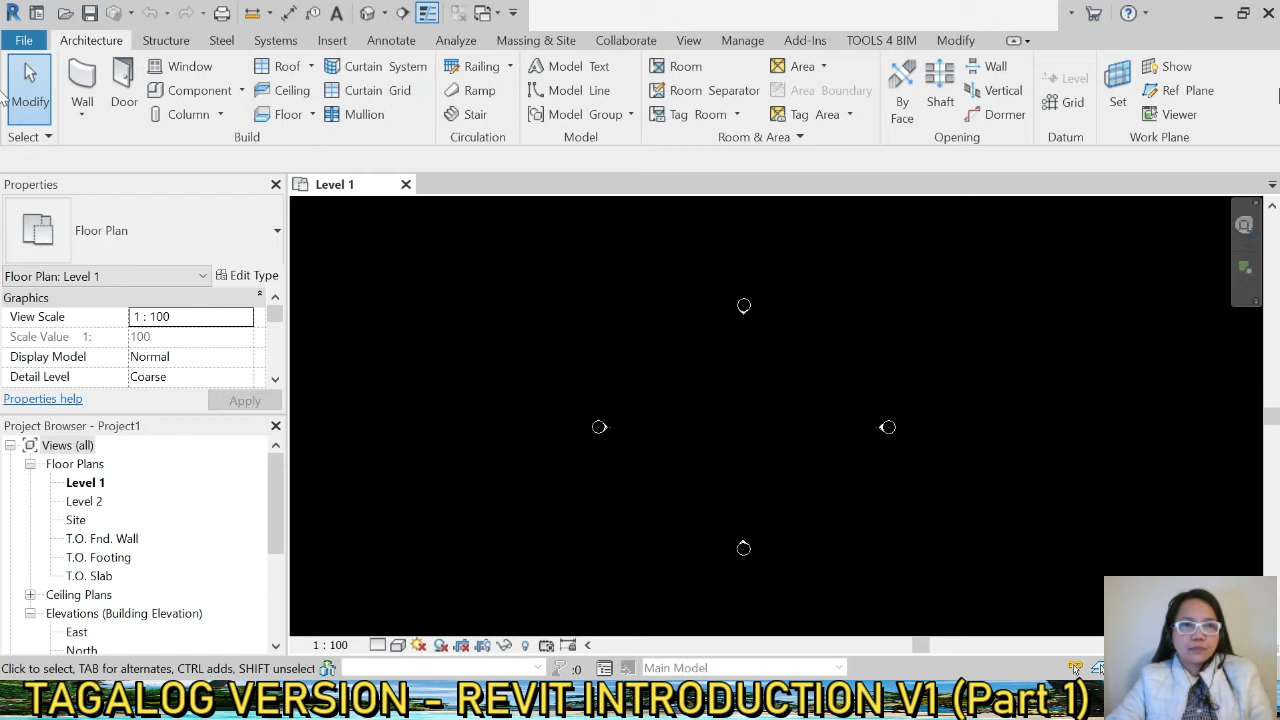 File Architecture Structure Steel Systems Insert Annotate Analyze Massing & Site Collaborate View Manage Add-Ins TOOLS 4 BIM Modify
Modify
Select
Wall
Door
Window
Component
Column
Roof
Ceiling
Floor
Curtain System
Curtain Grid
Mullion
Build
Railing
Ramp
Stair
Circulation
Model Text
Model Line
Model Group
Model
Room
Room Separator
Tag Room
Area
Area Boundary
Tag Area
Room & Area
By
Face
Shaft
Wall
Vertical
Dormer
Opening
Level
Grid
Datum
Set
Show
Ref Plane
Viewer
Work Plane
Properties
Level 1
Floor Plan
Floor Plan: Level 1
Edit Type
Graphics
View Scale 1 : 100
Scale Value 1: 100
Display Model Normal
Detail Level Coarse
Properties help
Apply
Project Browser - Project1
Views (all)
Floor Plans
Level 1
Level 2
Site
T.O. Fnd. Wall
T.O. Footing
T.O. Slab
Ceiling Plans
Elevations (Building Elevation)
East
North
1 : 100
Click to select, TAB for alternates, CTRL adds, SHIFT unselect
:0
Main Model
TAGALOG VERSION - REVIT INTRODUCTION V1 (Part 1)